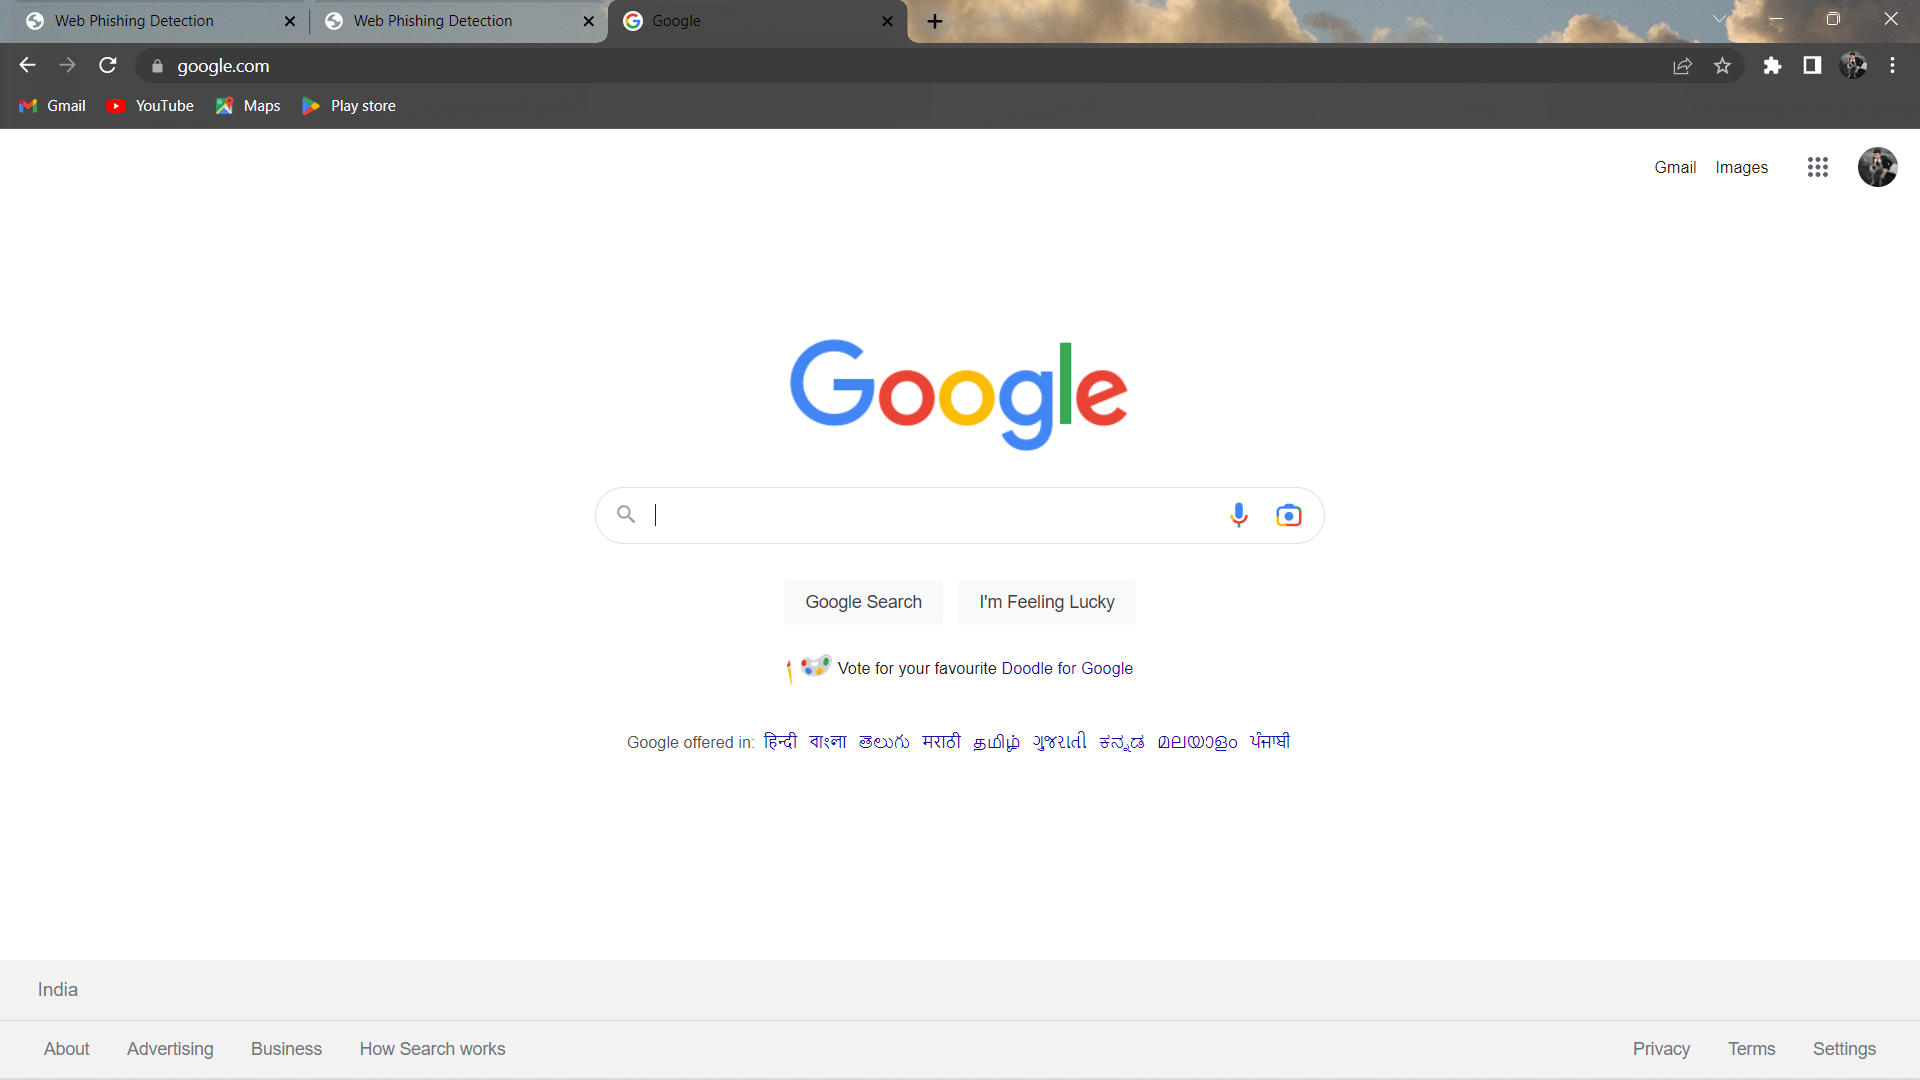 Web Phishing Detection Web Phishing Detection Google
google.com
Gmail YouTube Maps Play store
Gmail Images
Google
Google Search I'm Feeling Lucky
Vote for your favourite Doodle for Google
Google offered in: हिन्दी বাংলা తెలుగు मराठी தமிழ் ગુજરાતી ಕನ್ನಡ മലയാളം ਪੰਜਾਬੀ
India
About Advertising Business How Search works Privacy Terms Settings